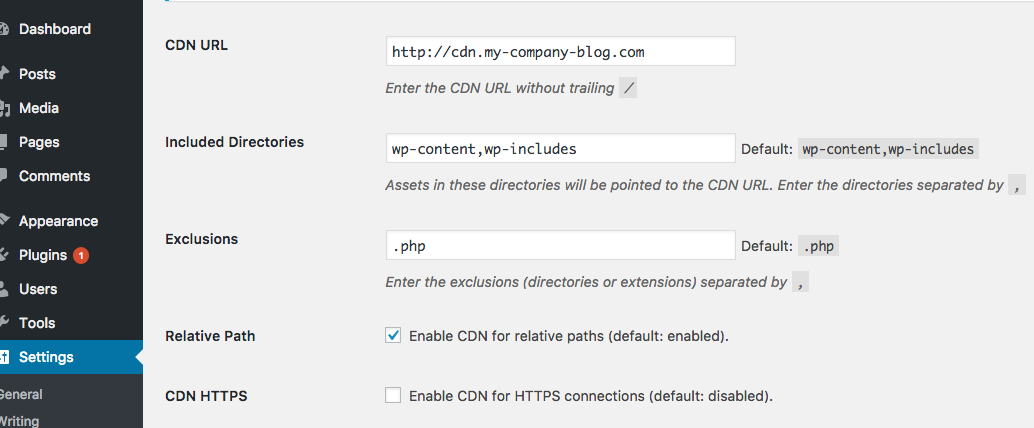 Dashboard
Posts
Media
Pages
Comments
Appearance
Plugins 1
Users
Tools
Settings
General
Writing
CDN URL
http://cdn.my-company-blog.com
Enter the CDN URL without trailing /
Included Directories
wp-content,wp-includes Default: wp-content,wp-includes
Assets in these directories will be pointed to the CDN URL. Enter the directories separated by ,
Exclusions
.php Default: .php
Enter the exclusions (directories or extensions) separated by ,
Relative Path
Enable CDN for relative paths (default: enabled).
CDN HTTPS
Enable CDN for HTTPS connections (default: disabled).